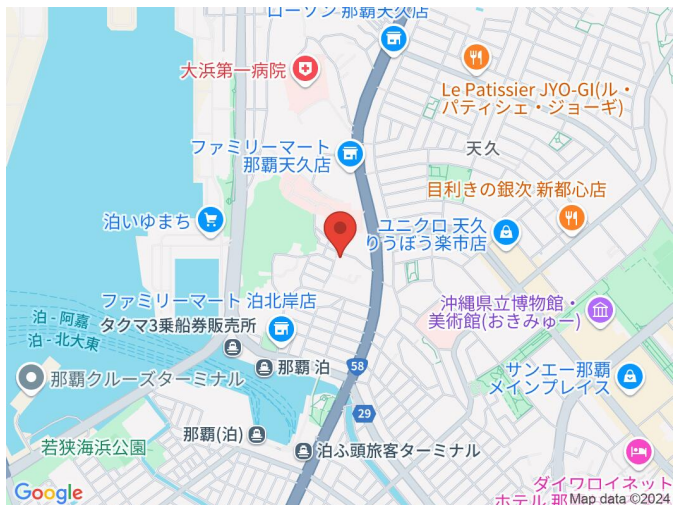 ローソン 那覇天久店
大浜第一病院
Le Patissier JYO-GI(ル・
パティシェ・ジョーギ)
ファミリーマート
那覇天久店
天久
目利きの銀次 新都心店
泊いゆまち
ユニクロ 天久
りうぼう楽市店
ファミリーマート 泊北岸店
沖縄県立博物館・
美術館(おきみゅー)
泊 - 阿嘉
タクマ3乗船券販売所
泊 - 北大東
那覇 泊
58
サンエー那覇
メインプレイス
那覇クルーズターミナル
29
那覇(泊)
若狭海浜公園
泊ふ頭旅客ターミナル
ダイワロイネット
ホテル 那
Google
Map data ©2024